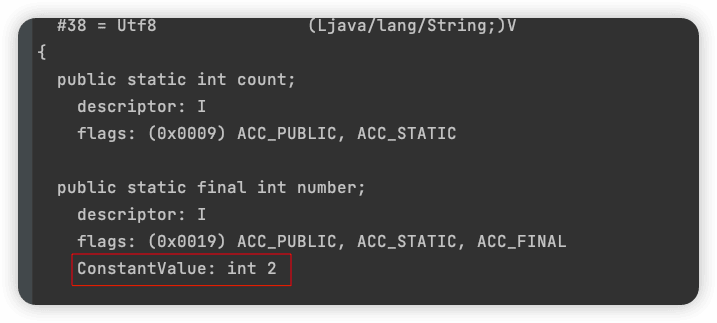 #38 = Utf8 (Ljava/lang/String;)V
{
public static int count;
descriptor: I
flags: (0x0009) ACC_PUBLIC, ACC_STATIC
public static final int number;
descriptor: I
flags: (0x0019) ACC_PUBLIC, ACC_STATIC, ACC_FINAL
ConstantValue: int 2